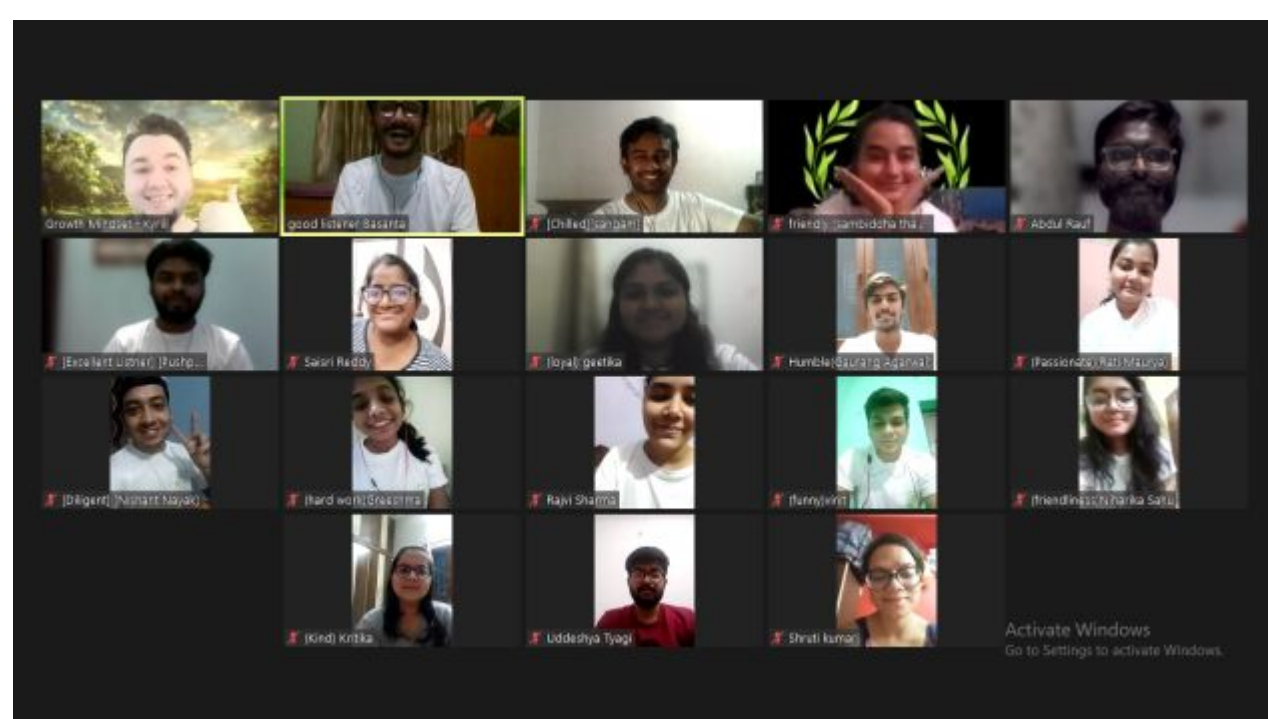 Growth Mindset - Kyrill
good listener Basanta
[Chilled] [sangam]
friendly [sambiddha tha...
Abdul Rauf
[Excellent Listner] [Pushp...
Saisri Reddy
(loyal) geetika
Humble(Gaurang Agarwal)
(Passionate) Rati Maurya
[Diligent] [Nishant Nayak]
(hard work)Greeshma
Rajvi Sharma
(funny)vinit
(friendliness)Niharika Sahu
(Kind) Kritika
Uddeshya Tyagi
Shruti kumari
Activate Windows
Go to Settings to activate Windows.